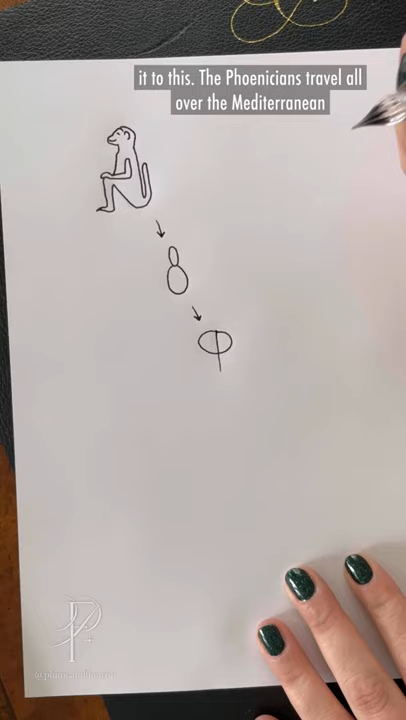 it to this. The Phoenicians travel all
over the Mediterranean